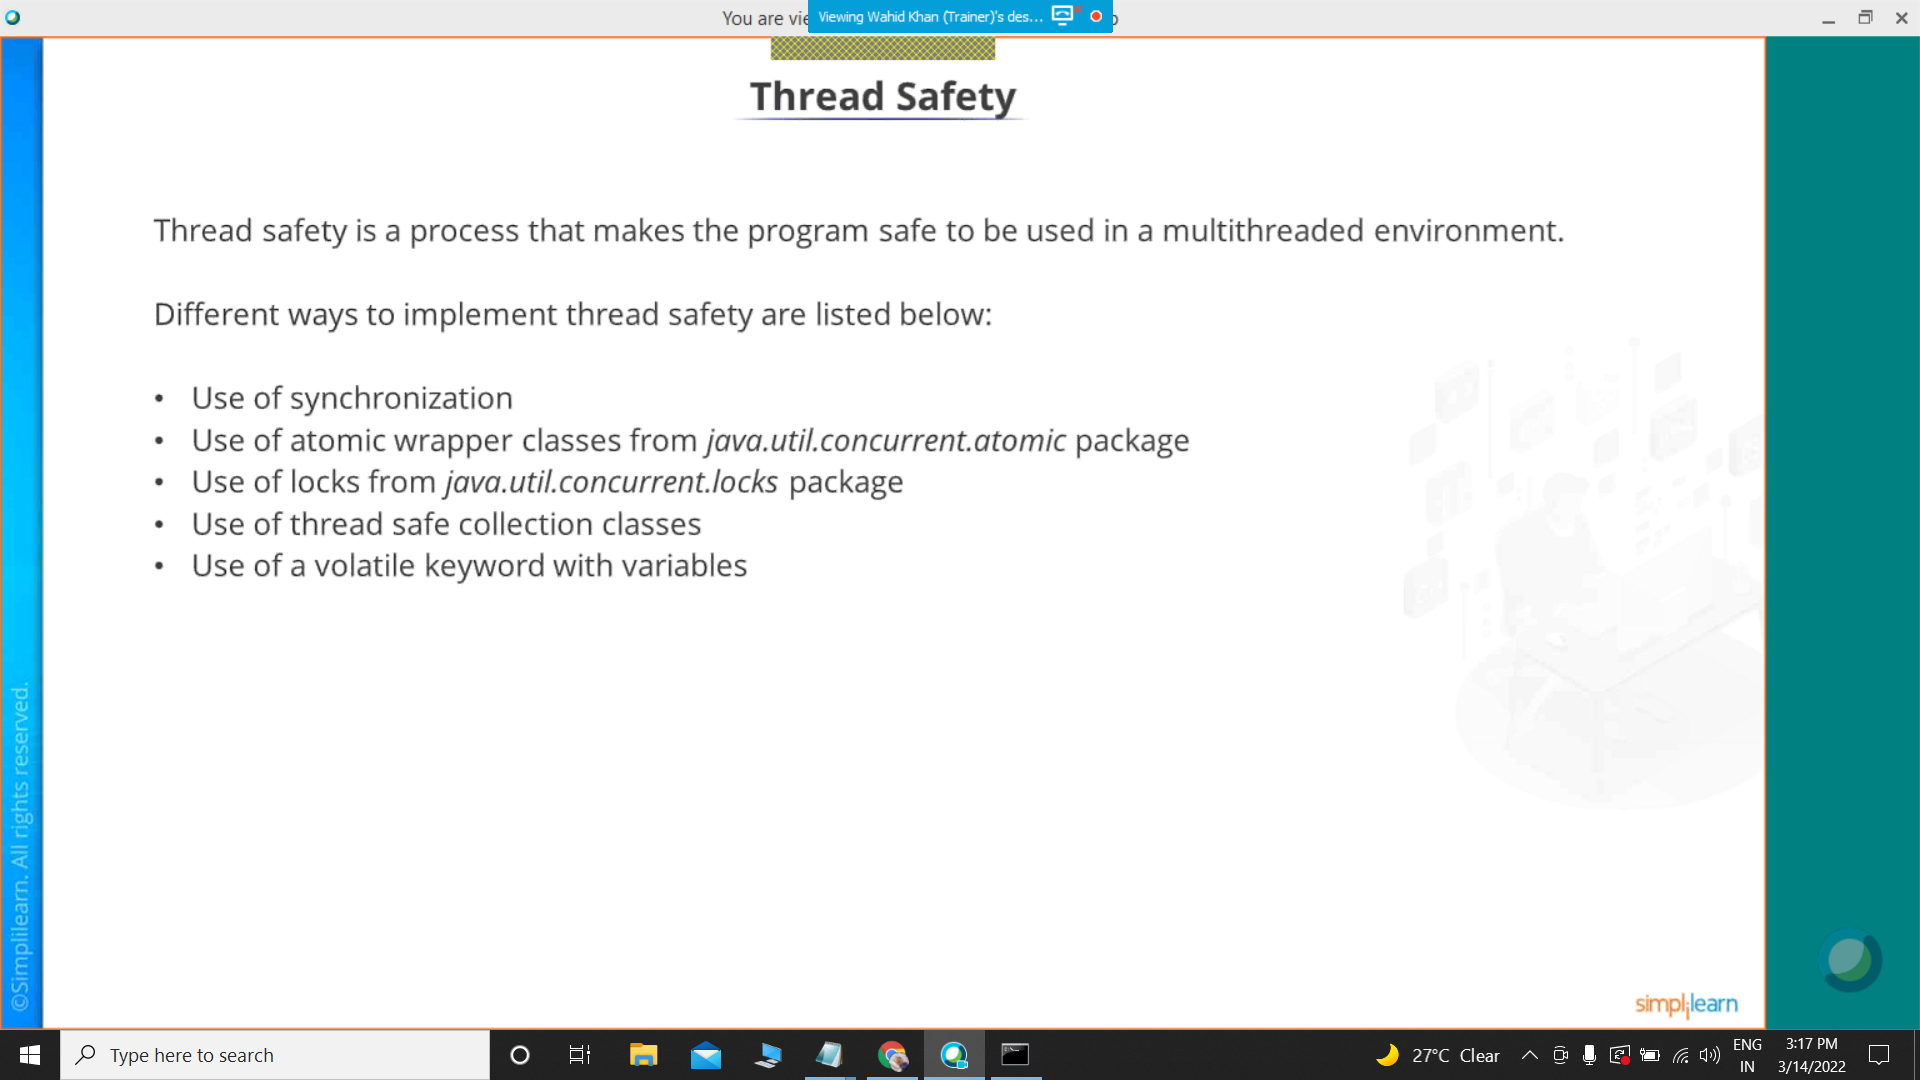 You are vie
Viewing Wahid Khan (Trainer)'s des...
Thread Safety
Thread safety is a process that makes the program safe to be used in a multithreaded environment.
Different ways to implement thread safety are listed below:
• Use of synchronization
• Use of atomic wrapper classes from java.util.concurrent.atomic package
• Use of locks from java.util.concurrent.locks package
• Use of thread safe collection classes
• Use of a volatile keyword with variables
©Simplilearn. All rights reserved.
simplilearn
Type here to search
27°C Clear
ENG
IN
3:17 PM
3/14/2022